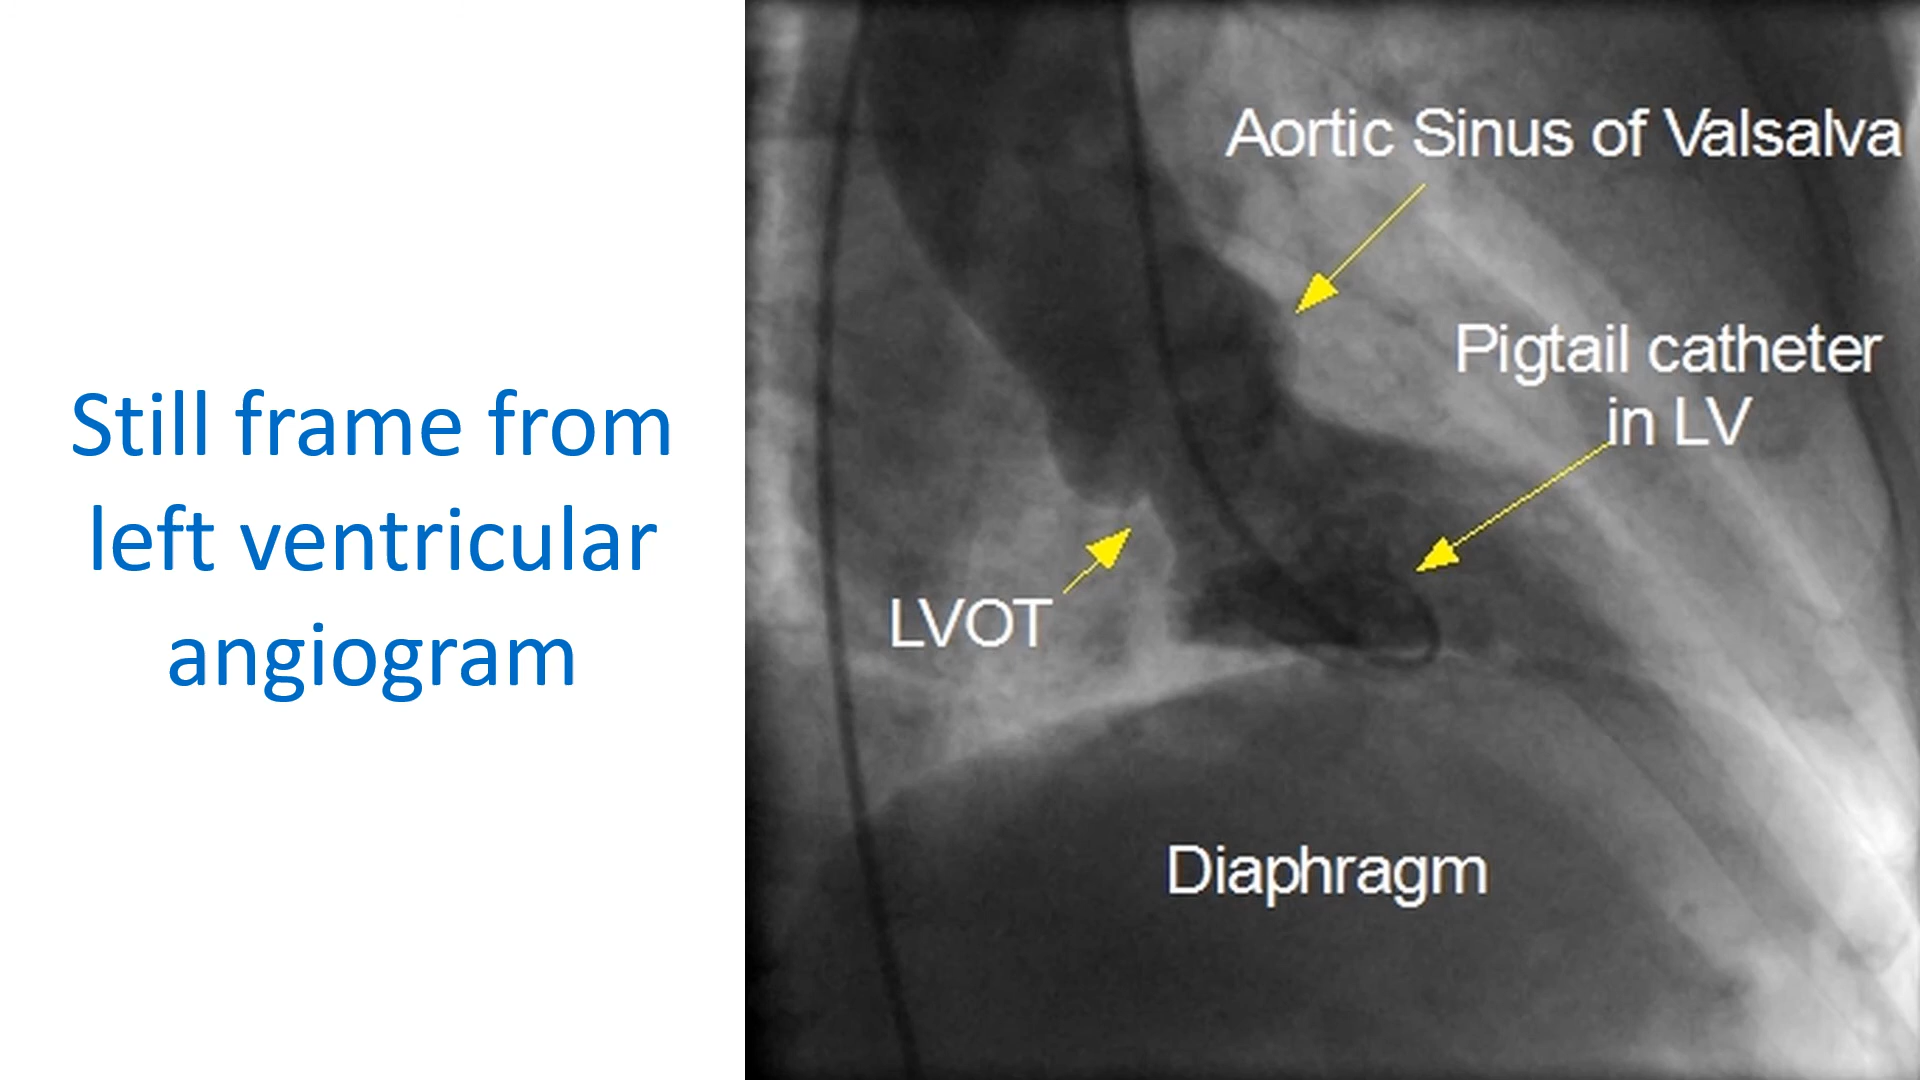 Still frame from
left ventricular
angiogram
Aortic Sinus of Valsalva
Pigtail catheter
in LV
LVOT
Diaphragm